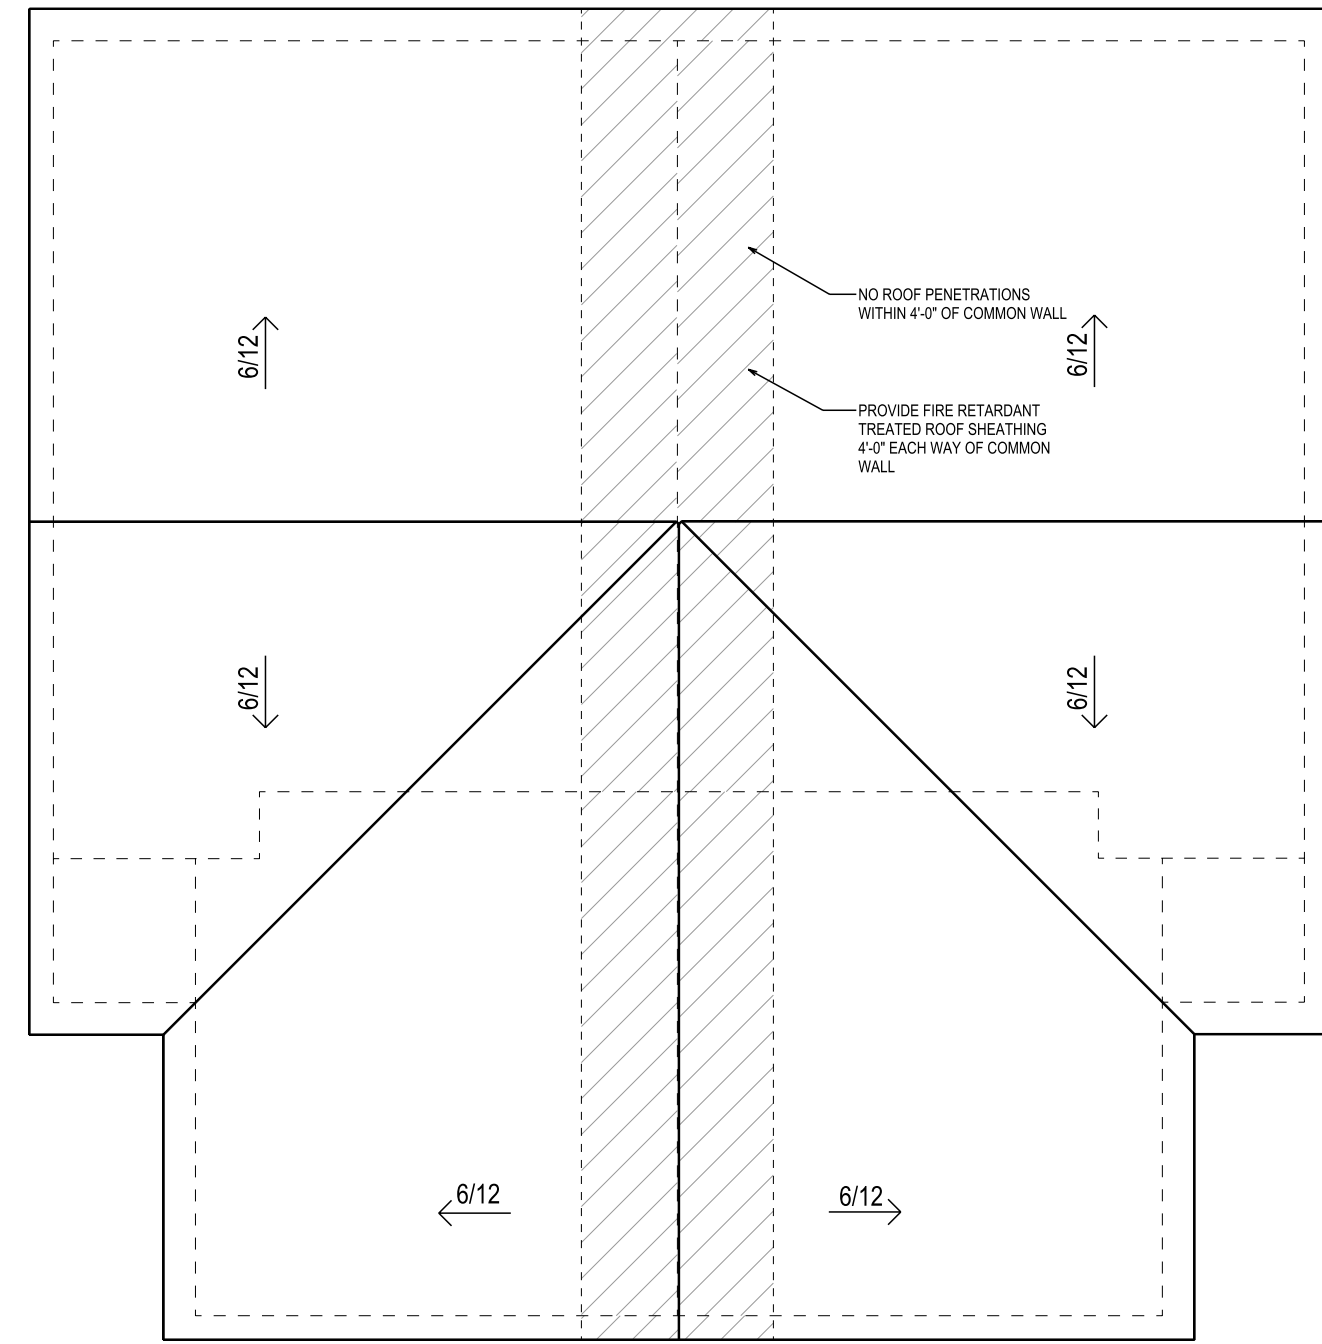 NO ROOF PENETRATIONS
WITHIN 4'-0" OF COMMON WALL
6/12
6/12
PROVIDE FIRE RETARDANT
TREATED ROOF SHEATHING
4'-0" EACH WAY OF COMMON
WALL
6/12
6/12
6/12
6/12